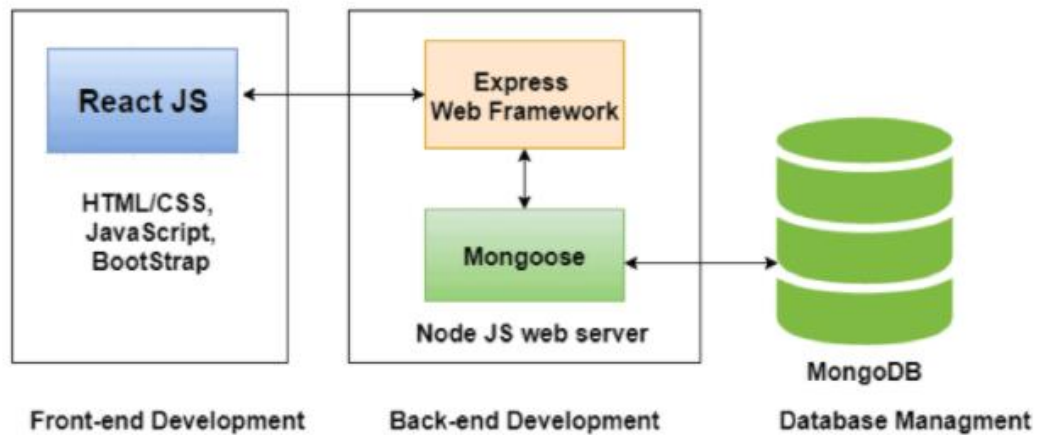 React JS
HTML/CSS,
JavaScript,
BootStrap
Front-end Development
Express
Web Framework
Mongoose
Node JS web server
Back-end Development
MongoDB
Database Managment